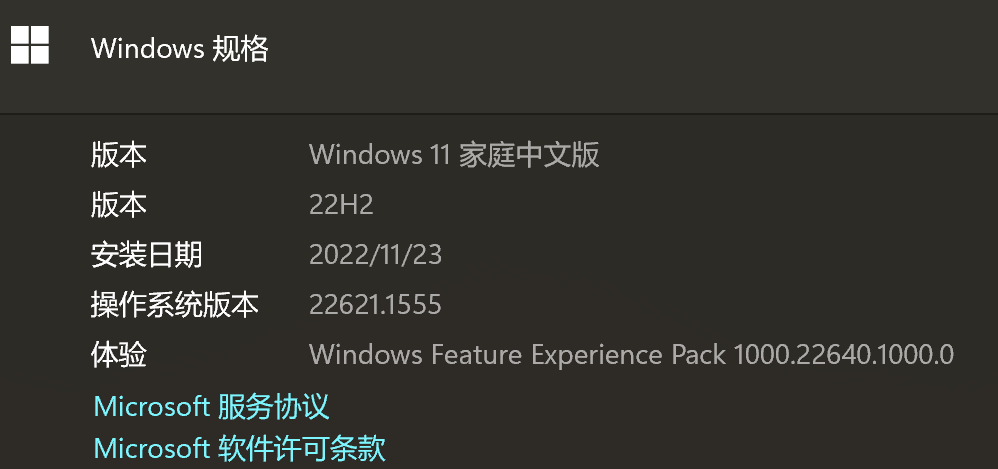 Windows 规格
版本 Windows 11 家庭中文版
版本 22H2
安装日期 2022/11/23
操作系统版本 22621.1555
体验 Windows Feature Experience Pack 1000.22640.1000.0
Microsoft 服务协议
Microsoft 软件许可条款